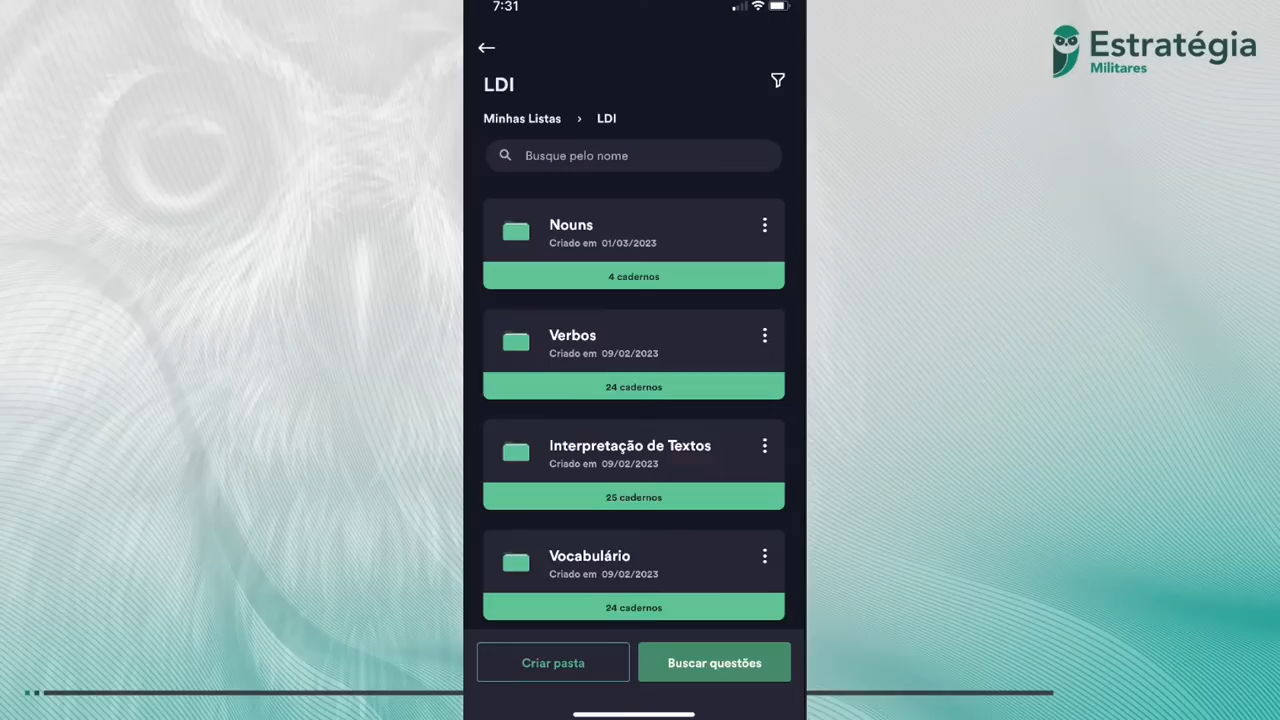 7:31
Estratégia
Militares
LDI
Minhas Listas › LDI
Busque pelo nome
Nouns
Criado em 01/03/2023
4 cadernos
Verbos
Criado em 09/02/2023
24 cadernos
Interpretação de Textos
Criado em 09/02/2023
25 cadernos
Vocabulário
Criado em 09/02/2023
24 cadernos
Criar pasta
Buscar questões